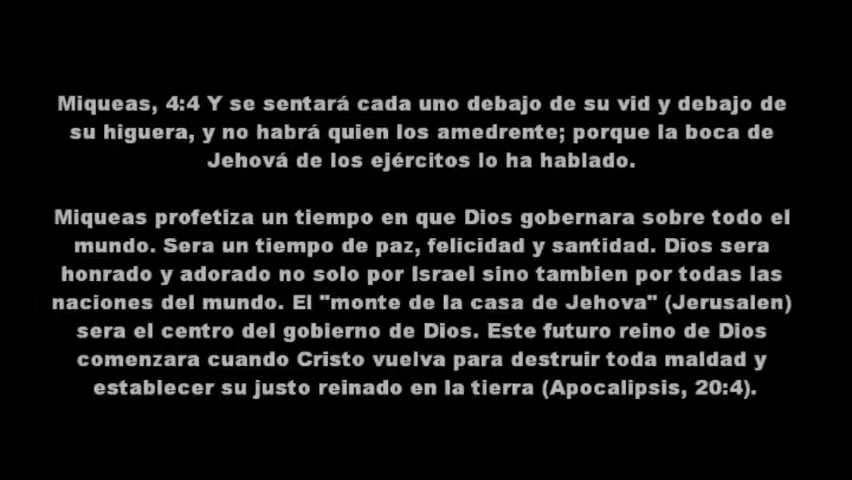 Miqueas, 4:4 Y se sentará cada uno debajo de su vid y debajo de
su higuera, y no habrá quien los amedrente; porque la boca de
Jehová de los ejércitos lo ha hablado.
Miqueas profetiza un tiempo en que Dios gobernara sobre todo el
mundo. Sera un tiempo de paz, felicidad y santidad. Dios sera
honrado y adorado no solo por Israel sino tambien por todas las
naciones del mundo. El "monte de la casa de Jehova" (Jerusalen)
sera el centro del gobierno de Dios. Este futuro reino de Dios
comenzara cuando Cristo vuelva para destruir toda maldad y
establecer su justo reinado en la tierra (Apocalipsis, 20:4).